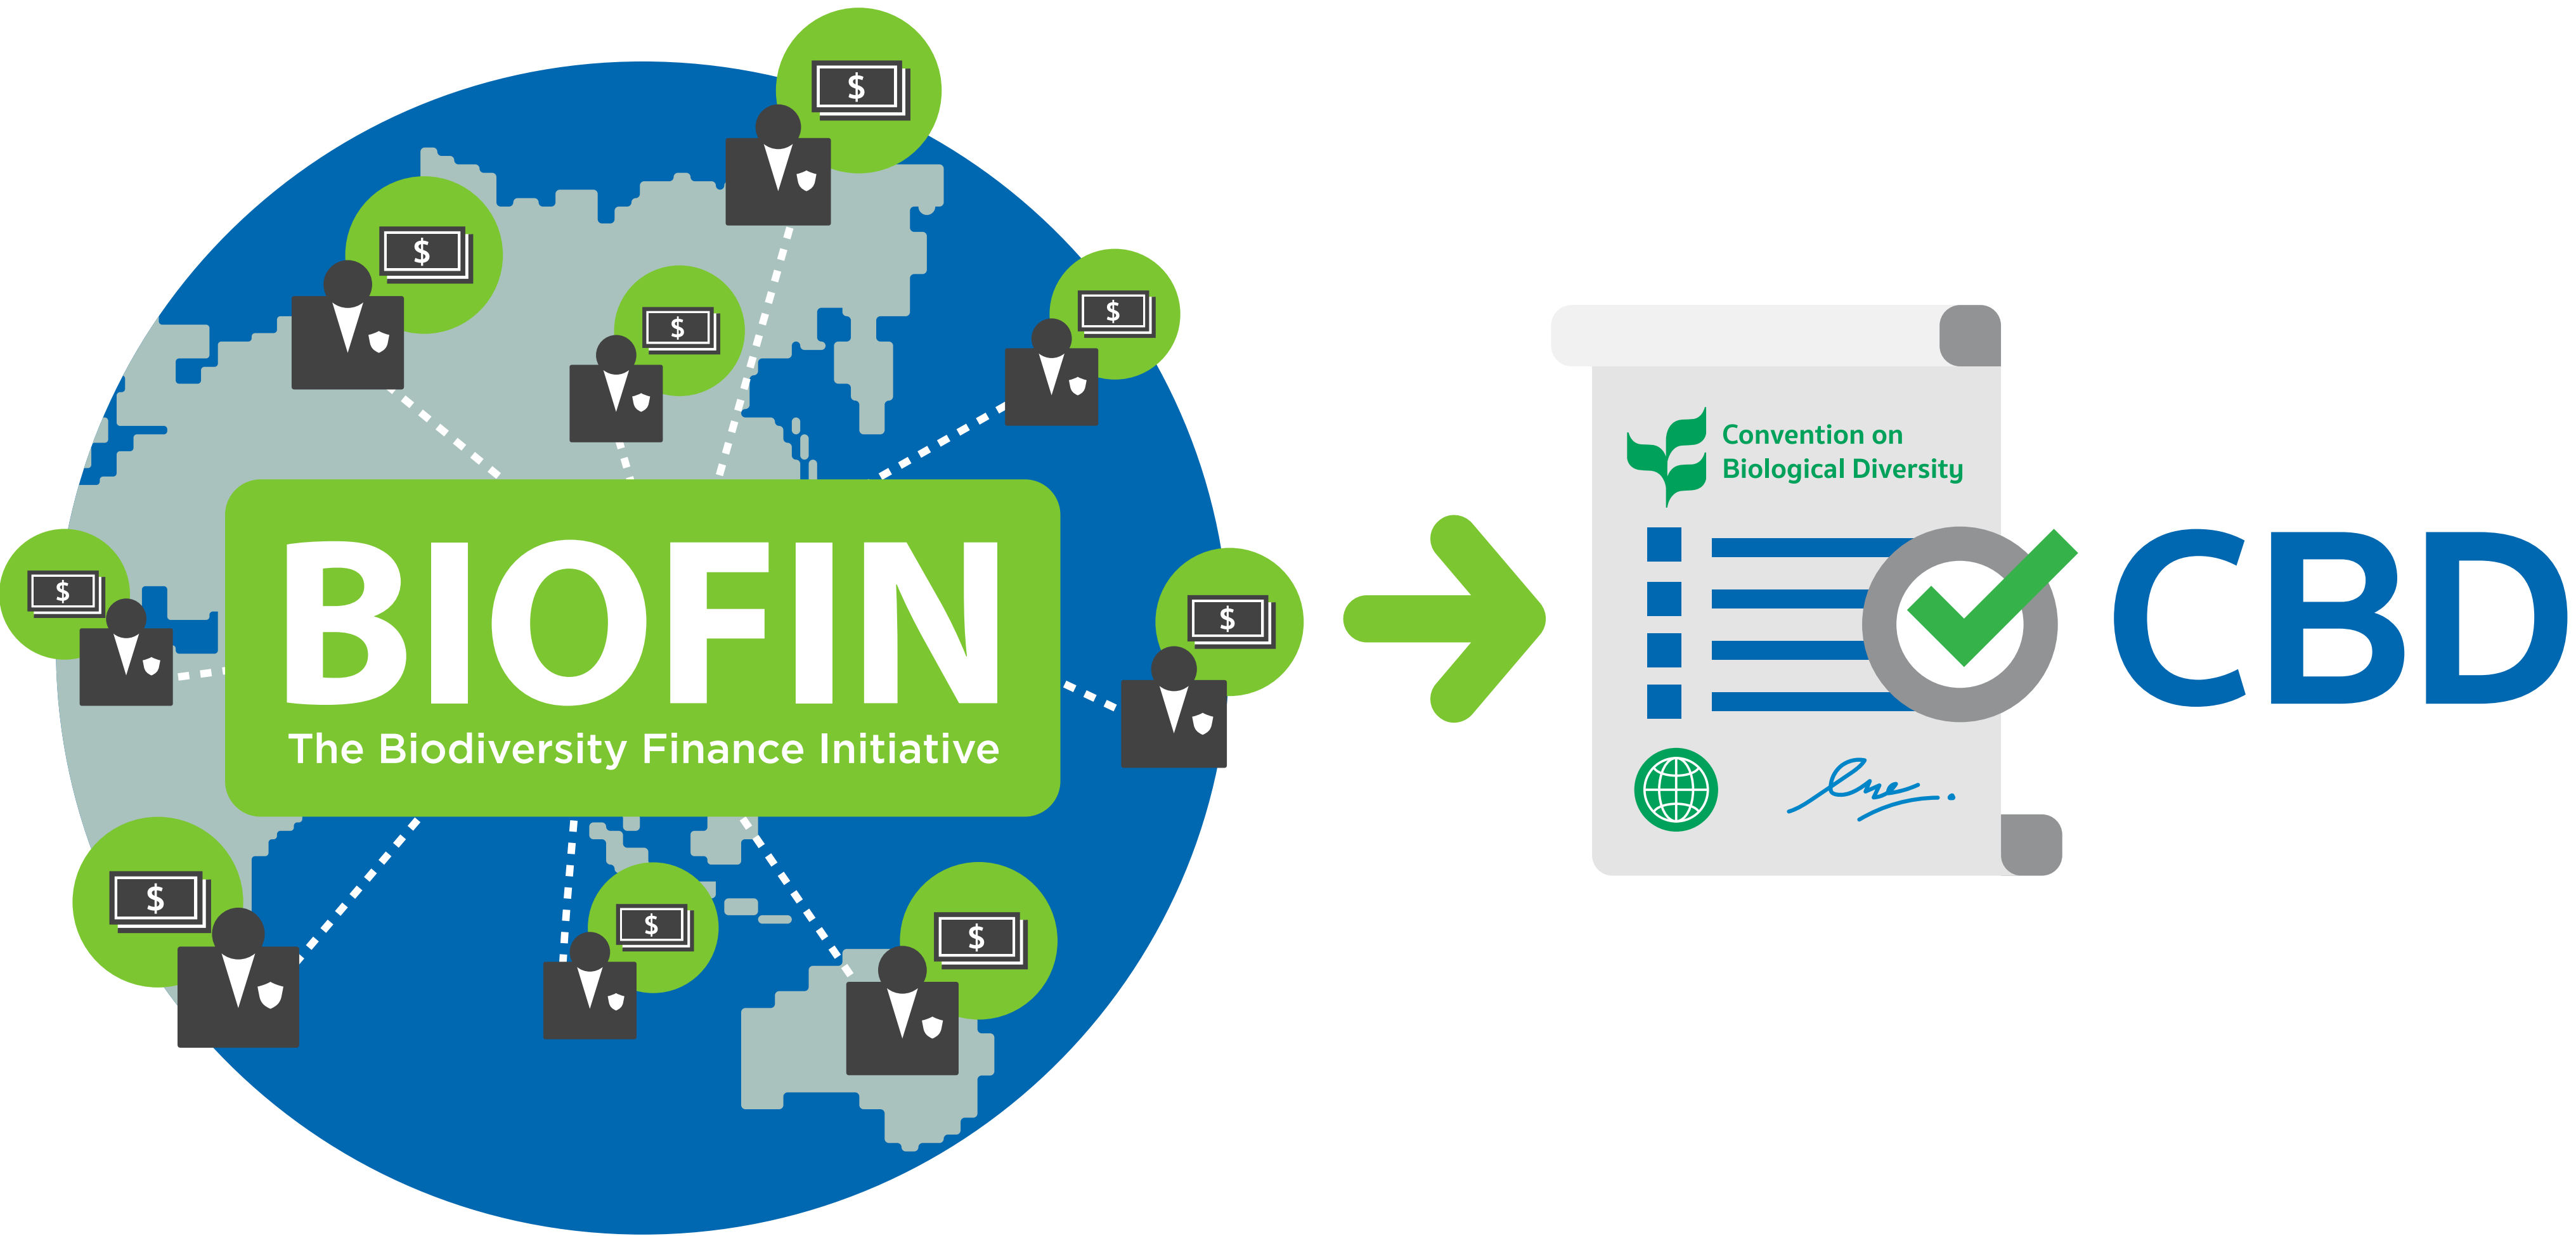 $
$
$
$
$
$
$
$
$
BIOFIN
The Biodiversity Finance Initiative
Convention on
Biological Diversity
CBD